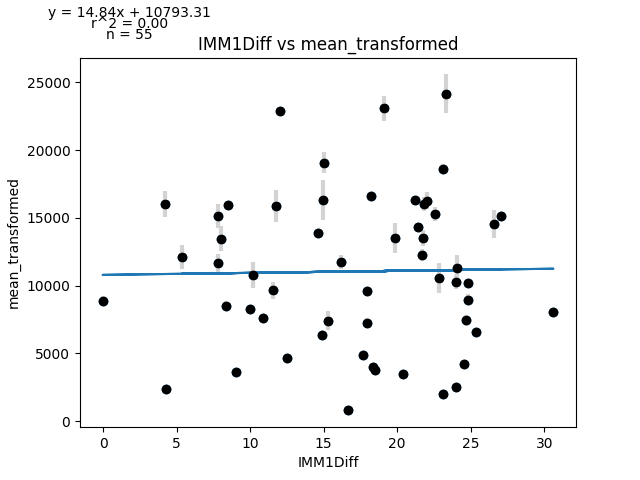 y = 14.84x + 10793.31
r^2 = 0.00
n = 55
IMM1Diff vs mean_transformed
mean_transformed
25000
20000
15000
10000
5000
0
0 5 10 15 20 25 30
IMM1Diff